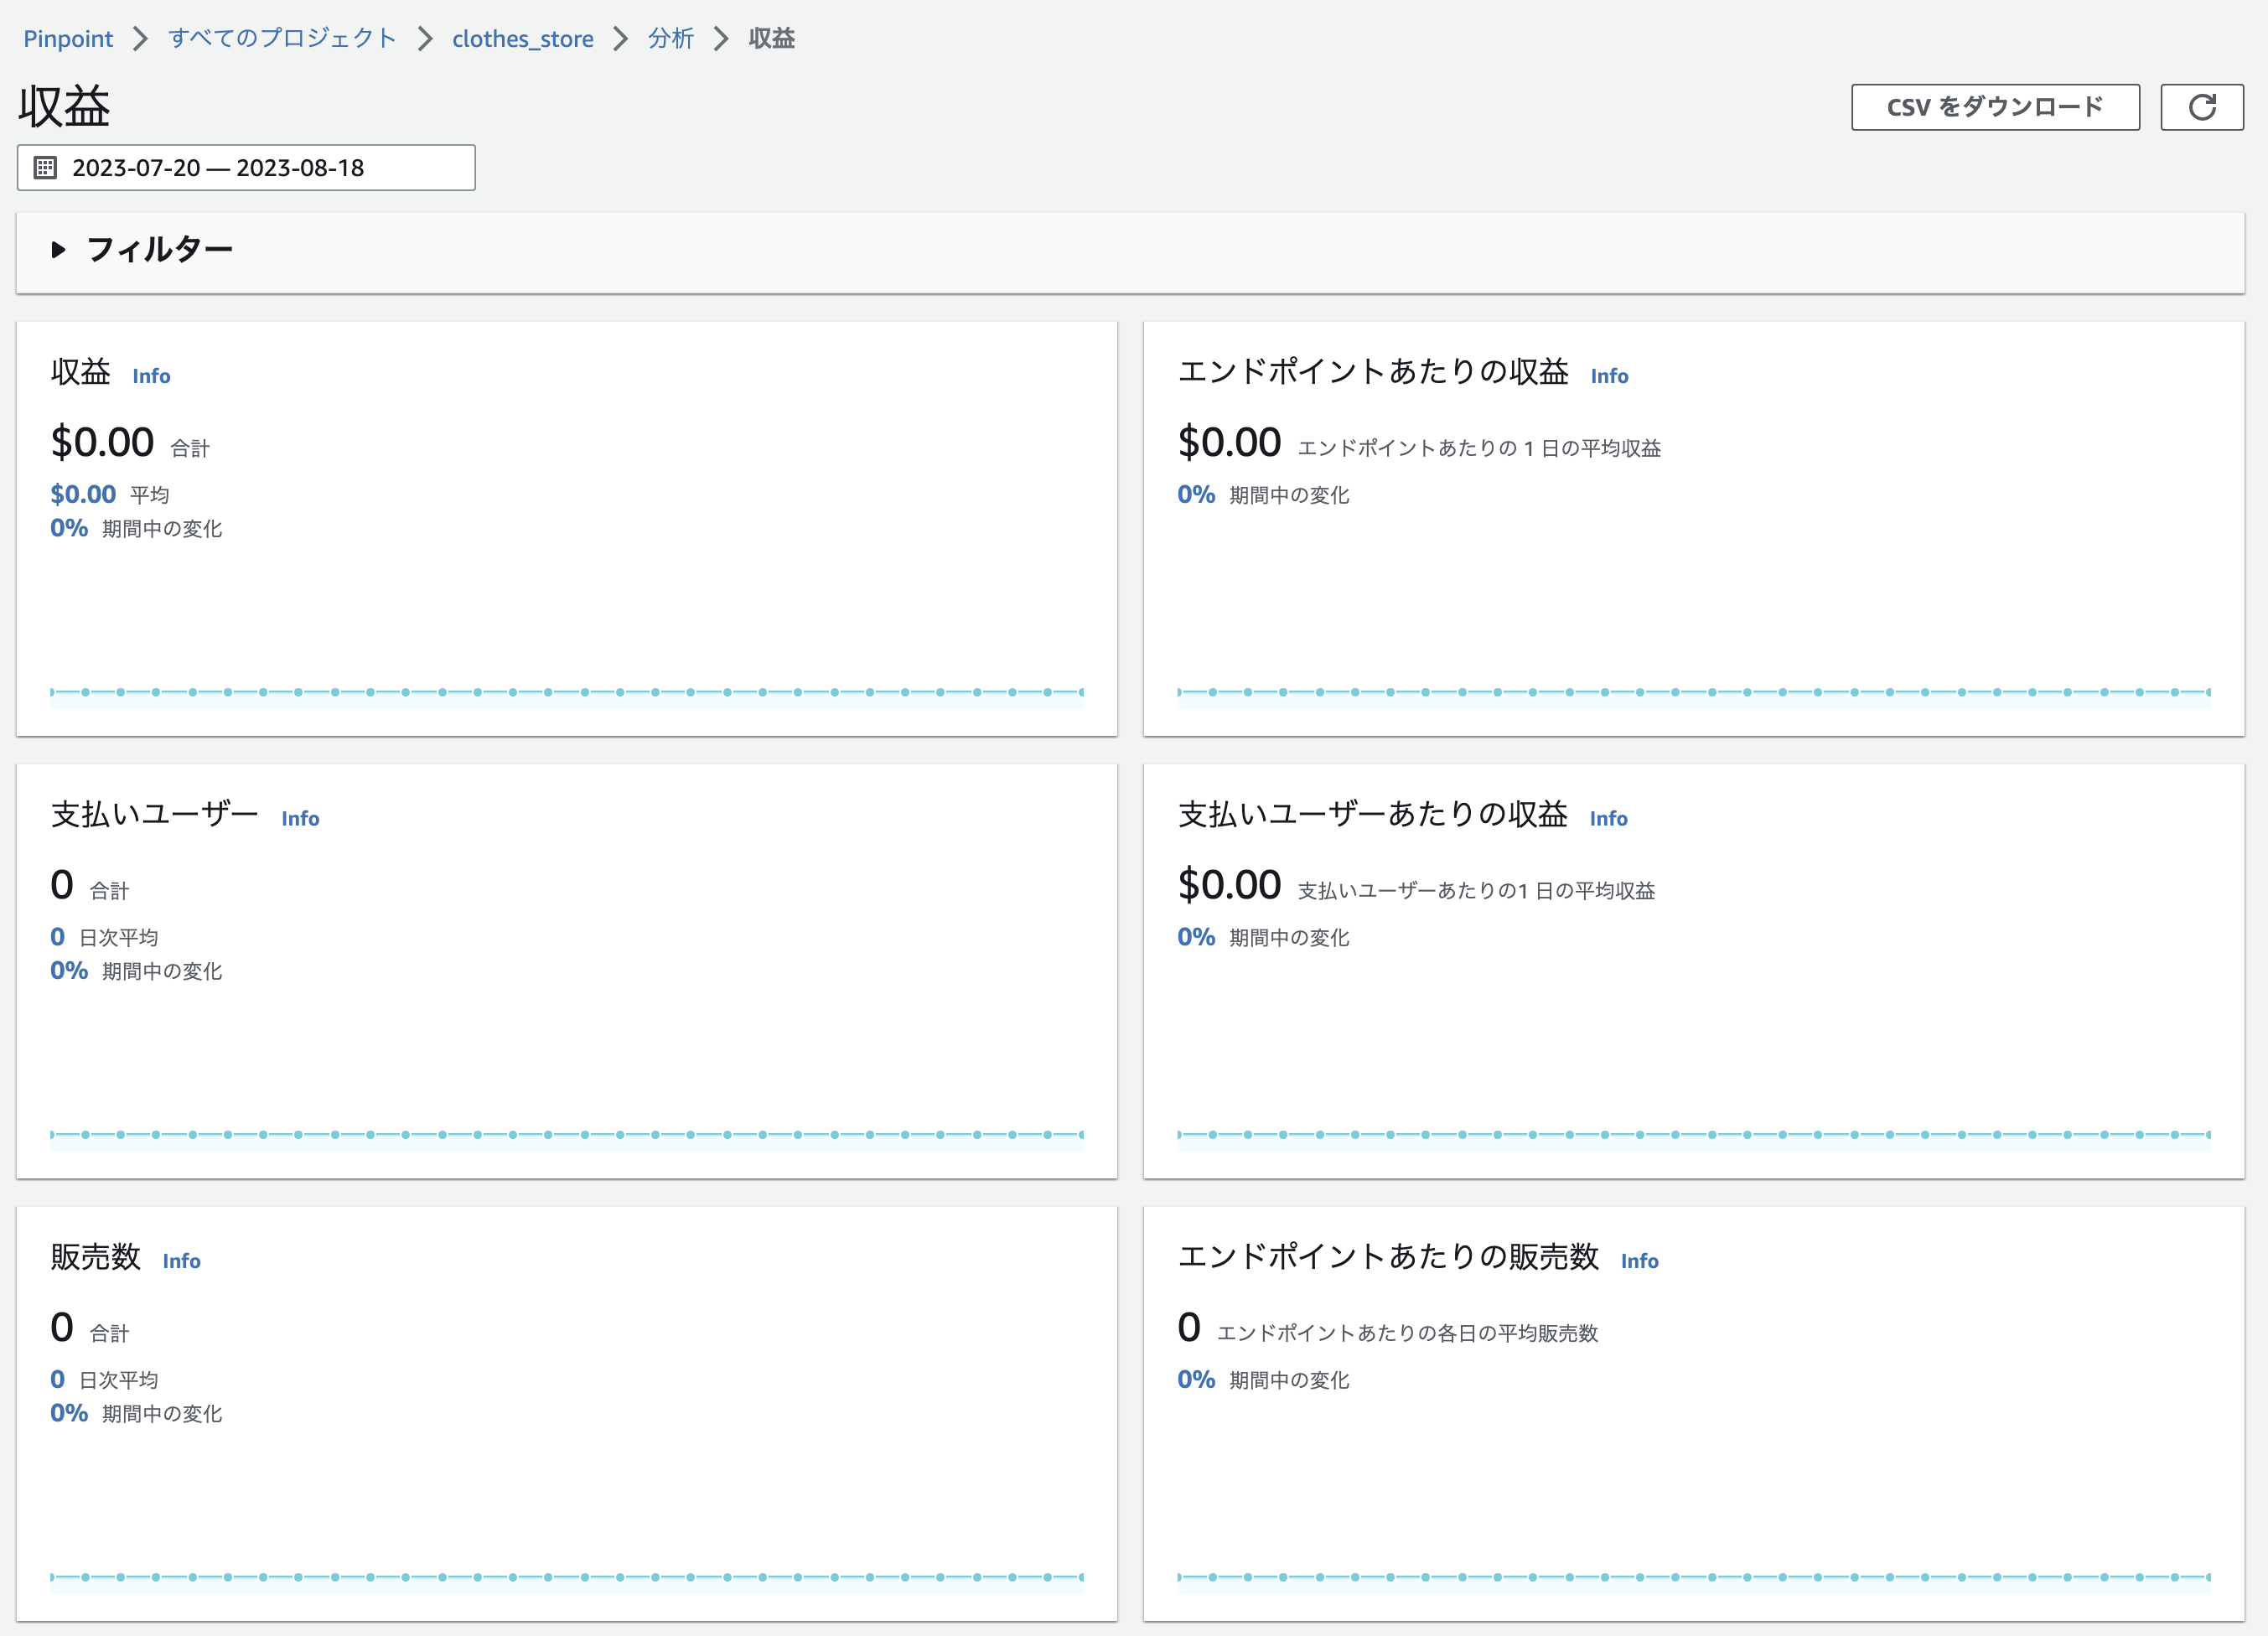 Pinpoint > すべてのプロジェクト > clothes_store > 分析 > 収益
収益
CSV をダウンロード
2023-07-20 — 2023-08-18
フィルター
収益 Info
$0.00 合計
$0.00 平均
0% 期間中の変化
エンドポイントあたりの収益 Info
$0.00 エンドポイントあたりの 1 日の平均収益
0% 期間中の変化
支払いユーザー Info
0 合計
0 日次平均
0% 期間中の変化
支払いユーザーあたりの収益 Info
$0.00 支払いユーザーあたりの1 日の平均収益
0% 期間中の変化
販売数 Info
0 合計
0 日次平均
0% 期間中の変化
エンドポイントあたりの販売数 Info
0 エンドポイントあたりの各日の平均販売数
0% 期間中の変化